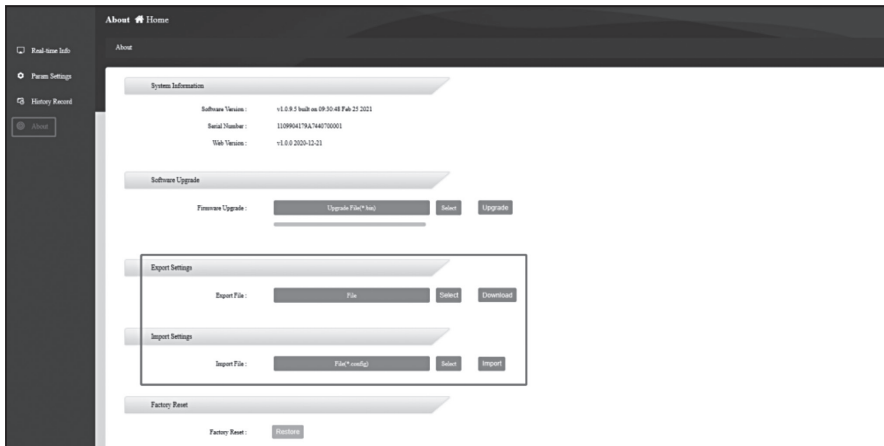 About Home
Real-time Info
Param Settings
History Record
About
About
System Information
Software Version : v1.0.9.5 built on 09:50:48 Feb 25 2021
Serial Number : 1109904179A7440700001
Web Version : v1.0.0 2020-12-21
Software Upgrade
Firmware Upgrade : Upgrade File(*.bin) Select Upgrade
Export Settings
Export File : File Select Download
Import Settings
Import File : File(*.config) Select Import
Factory Reset
Factory Reset : Restore